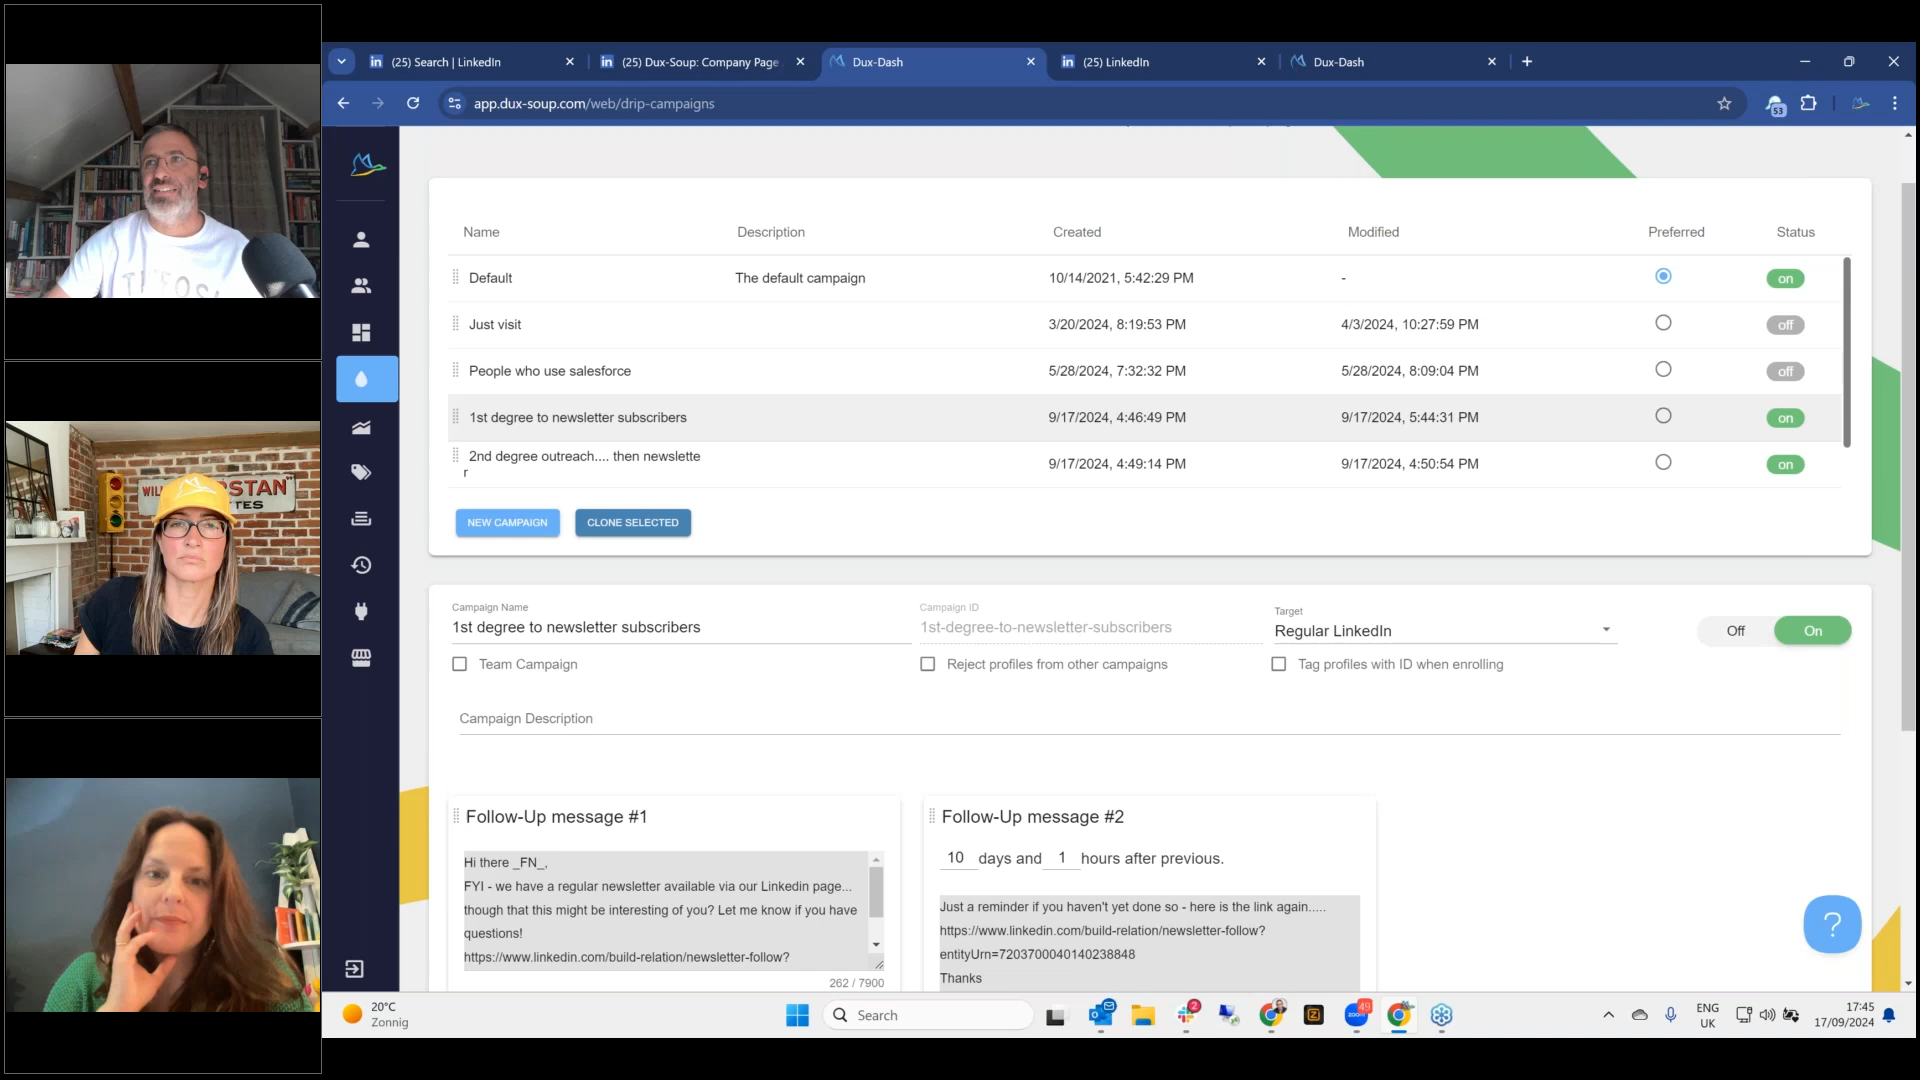 (25) Search | LinkedIn
(25) Dux-Soup: Company Page
Dux-Dash
(25) LinkedIn
Dux-Dash
app.dux-soup.com/web/drip-campaigns
53
Name Description Created Modified Preferred Status
Default The default campaign 10/14/2021, 5:42:29 PM - on
Just visit 3/20/2024, 8:19:53 PM 4/3/2024, 10:27:59 PM off
People who use salesforce 5/28/2024, 7:32:32 PM 5/28/2024, 8:09:04 PM off
1st degree to newsletter subscribers 9/17/2024, 4:46:49 PM 9/17/2024, 5:44:31 PM on
2nd degree outreach.... then newslette
r 9/17/2024, 4:49:14 PM 9/17/2024, 4:50:54 PM on
NEW CAMPAIGN CLONE SELECTED
Campaign Name
1st degree to newsletter subscribers
Campaign ID
1st-degree-to-newsletter-subscribers
Target
Regular LinkedIn
Off On
Team Campaign
Reject profiles from other campaigns
Tag profiles with ID when enrolling
Campaign Description
Follow-Up message #1
Hi there _FN_,
FYI - we have a regular newsletter available via our Linkedin page...
though that this might be interesting of you? Let me know if you have
questions!
https://www.linkedin.com/build-relation/newsletter-follow?
262 / 7900
Follow-Up message #2
10 days and 1 hours after previous.
Just a reminder if you haven't yet done so - here is the link again.....
https://www.linkedin.com/build-relation/newsletter-follow?
entityUrn=7203700040140238848
Thanks
?
20°C
Zonnig
Search
2
zoom
49
ENG
UK
17:45
17/09/2024